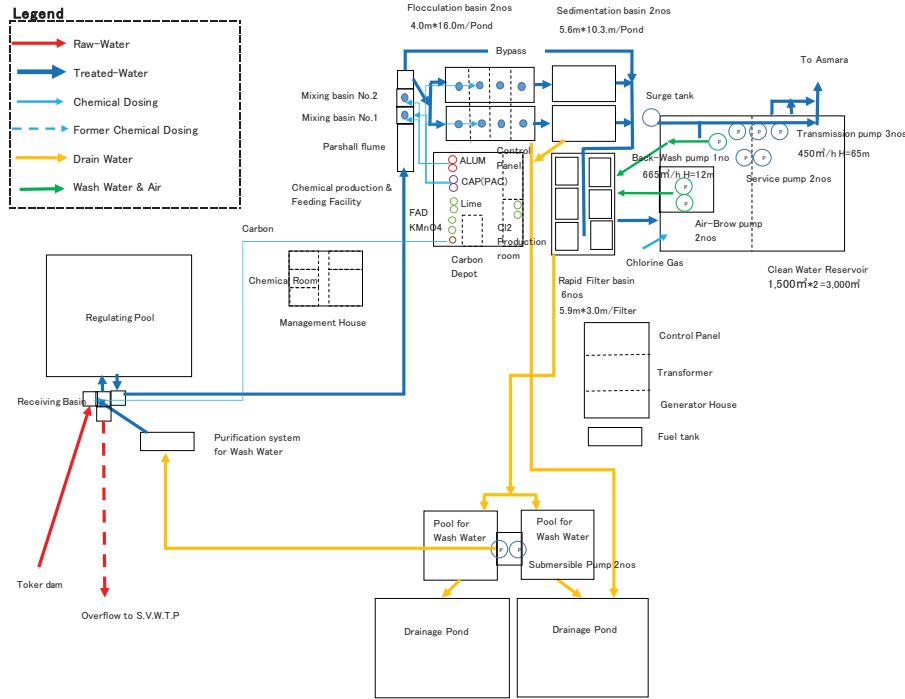 Legend
Raw-Water
Treated-Water
Chemical Dosing
Former Chemical Dosing
Drain Water
Wash Water & Air
Flocculation basin 2nos
4.0m*16.0m/Pond
Sedimentation basin 2nos
5.6m*10.3.m/Pond
Bypass
To Asmara
Mixing basin No.2
Mixing basin No.1
Parshall flume
Surge tank
P
P
P
P
Transmission pump 3nos
450㎥/h H=65m
Back-Wash pump 1no
665㎥/h H=12m
P
P
Service pump 2nos
P
P
Air-Brow pump
2nos
Chemical production &
Feeding Facility
ALUM
CAP(PAC)
Lime
FAD
KMnO4
Control
Panel
Cl2
Production
room
Carbon
Depot
Carbon
Chlorine Gas
Clean Water Reservoir
1,500㎥*2 =3,000㎥
Rapid Filter basin
6nos
5.9m*3.0m/Filter
Chemical Room
Management House
Regulating Pool
Receiving Basin
Control Panel
Transformer
Generator House
Fuel tank
Purification system
for Wash Water
Pool for
Wash Water
Pool for
Wash Water
P
P
Submersible Pump 2nos
Toker dam
Overflow to S.V.W.T.P
Drainage Pond
Drainage Pond